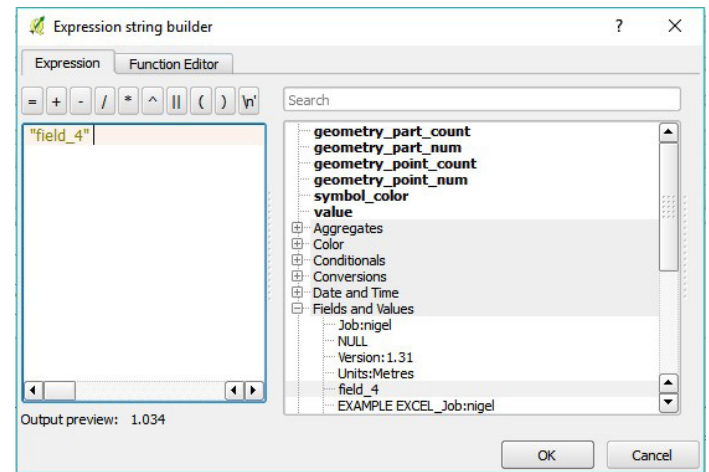 Expression string builder
? X
Expression Function Editor
= + - / * ^ || ( ) '\n'
Search
"field_4"
geometry_part_count
geometry_part_num
geometry_point_count
geometry_point_num
symbol_color
value
Aggregates
Color
Conditionals
Conversions
Date and Time
Fields and Values
Job:nigel
NULL
Version:1.31
Units:Metres
field_4
EXAMPLE EXCEL_Job:nigel
Output preview: 1.034
OK Cancel